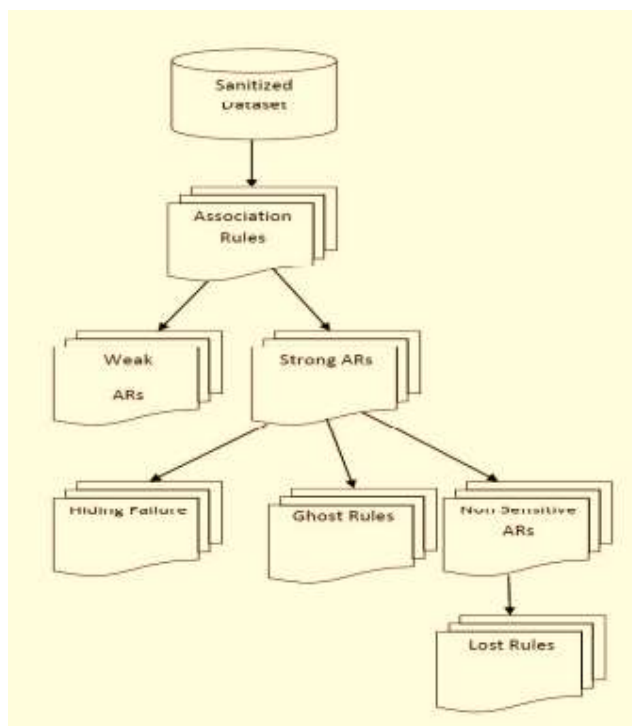 Sanitized
Dataset
Association
Rules
Weak
ARs
Strong ARs
Hiding Failure
Ghost Rules
Non Sensitive
ARs
Lost Rules